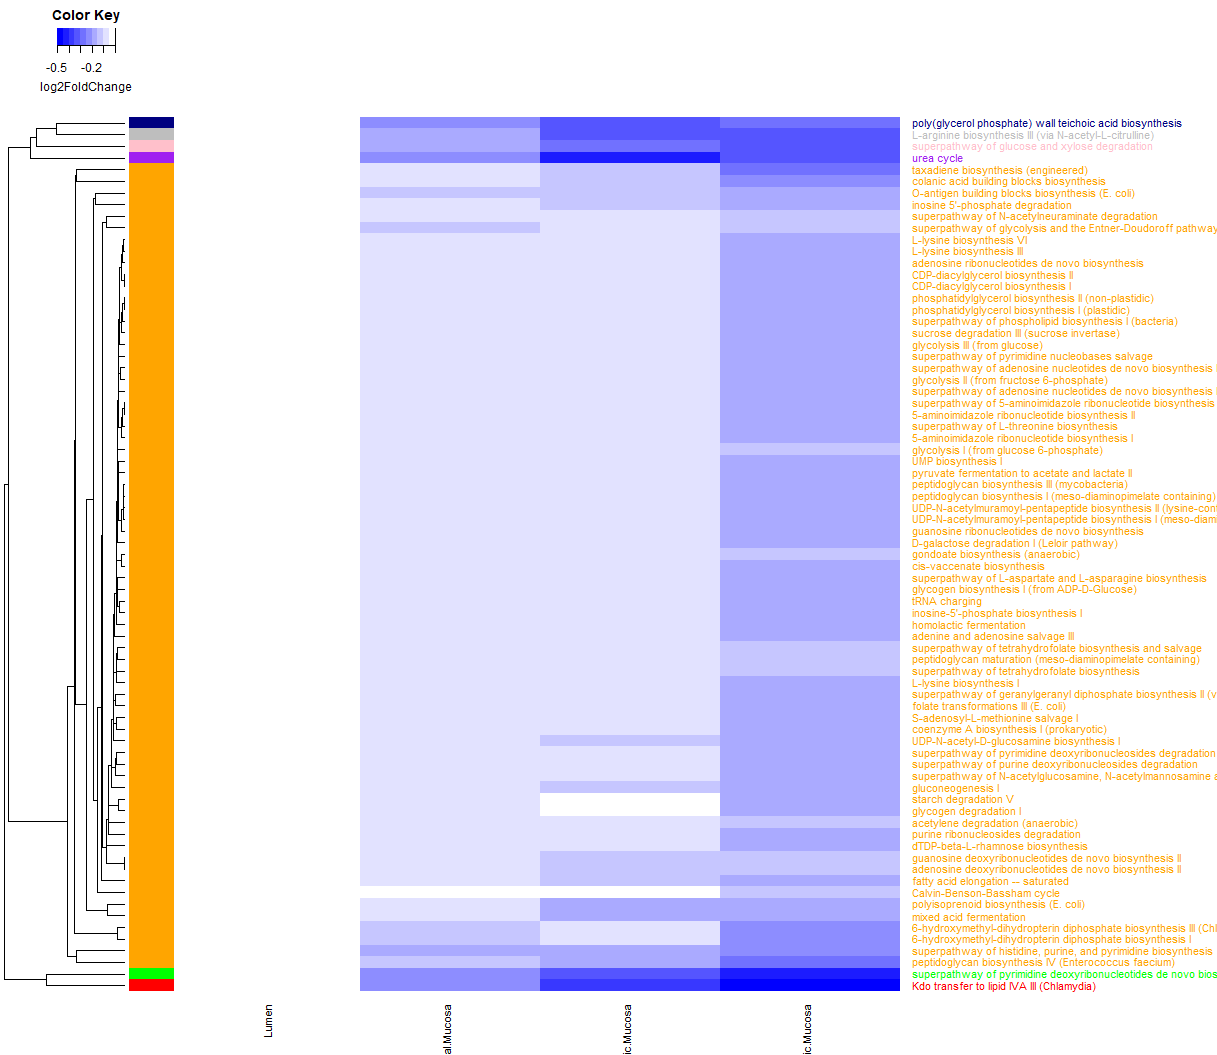 Color Key
-0.5 -0.2
log2FoldChange
poly(glycerol phosphate) wall teichoic acid biosynthesis
L-arginine biosynthesis III (via N-acetyl-L-citrulline)
superpathway of glucose and xylose degradation
urea cycle
taxadiene biosynthesis (engineered)
colanic acid building blocks biosynthesis
O-antigen building blocks biosynthesis (E. coli)
inosine 5'-phosphate degradation
superpathway of N-acetylneuraminate degradation
superpathway of glycolysis and the Entner-Doudoroff pathway
L-lysine biosynthesis VI
L-lysine biosynthesis III
adenosine ribonucleotides de novo biosynthesis
CDP-diacylglycerol biosynthesis II
CDP-diacylglycerol biosynthesis I
phosphatidylglycerol biosynthesis II (non-plastidic)
phosphatidylglycerol biosynthesis I (plastidic)
superpathway of phospholipid biosynthesis I (bacteria)
sucrose degradation III (sucrose invertase)
glycolysis III (from glucose)
superpathway of pyrimidine nucleobases salvage
superpathway of adenosine nucleotides de novo biosynthesis
glycolysis II (from fructose 6-phosphate)
superpathway of adenosine nucleotides de novo biosynthesis
superpathway of 5-aminoimidazole ribonucleotide biosynthesis
5-aminoimidazole ribonucleotide biosynthesis II
superpathway of L-threonine biosynthesis
5-aminoimidazole ribonucleotide biosynthesis I
glycolysis I (from glucose 6-phosphate)
UMP biosynthesis I
pyruvate fermentation to acetate and lactate II
peptidoglycan biosynthesis III (mycobacteria)
peptidoglycan biosynthesis I (meso-diaminopimelate containing)
UDP-N-acetylmuramoyl-pentapeptide biosynthesis II (lysine-con
UDP-N-acetylmuramoyl-pentapeptide biosynthesis I (meso-diam
guanosine ribonucleotides de novo biosynthesis
D-galactose degradation I (Leloir pathway)
gondoate biosynthesis (anaerobic)
cis-vaccenate biosynthesis
superpathway of L-aspartate and L-asparagine biosynthesis
glycogen biosynthesis I (from ADP-D-Glucose)
tRNA charging
inosine-5'-phosphate biosynthesis I
homolactic fermentation
adenine and adenosine salvage III
superpathway of tetrahydrofolate biosynthesis and salvage
peptidoglycan maturation (meso-diaminopimelate containing)
superpathway of tetrahydrofolate biosynthesis
L-lysine biosynthesis I
superpathway of geranylgeranyl diphosphate biosynthesis II (v
folate transformations III (E. coli)
S-adenosyl-L-methionine salvage I
coenzyme A biosynthesis I (prokaryotic)
UDP-N-acetyl-D-glucosamine biosynthesis I
superpathway of pyrimidine deoxyribonucleosides degradation
superpathway of purine deoxyribonucleosides degradation
superpathway of N-acetylglucosamine, N-acetylmannosamine a
gluconeogenesis I
starch degradation V
glycogen degradation I
acetylene degradation (anaerobic)
purine ribonucleosides degradation
dTDP-beta-L-rhamnose biosynthesis
guanosine deoxyribonucleotides de novo biosynthesis II
adenosine deoxyribonucleotides de novo biosynthesis II
fatty acid elongation -- saturated
Calvin-Benson-Bassham cycle
polyisoprenoid biosynthesis (E. coli)
mixed acid fermentation
6-hydroxymethyl-dihydropterin diphosphate biosynthesis III (Chl
6-hydroxymethyl-dihydropterin diphosphate biosynthesis I
superpathway of histidine, purine, and pyrimidine biosynthesis
peptidoglycan biosynthesis IV (Enterococcus faecium)
superpathway of pyrimidine deoxyribonucleotides de novo bios
Kdo transfer to lipid IVA III (Chlamydia)
Lumen
al.Mucosa
ic.Mucosa
ic.Mucosa